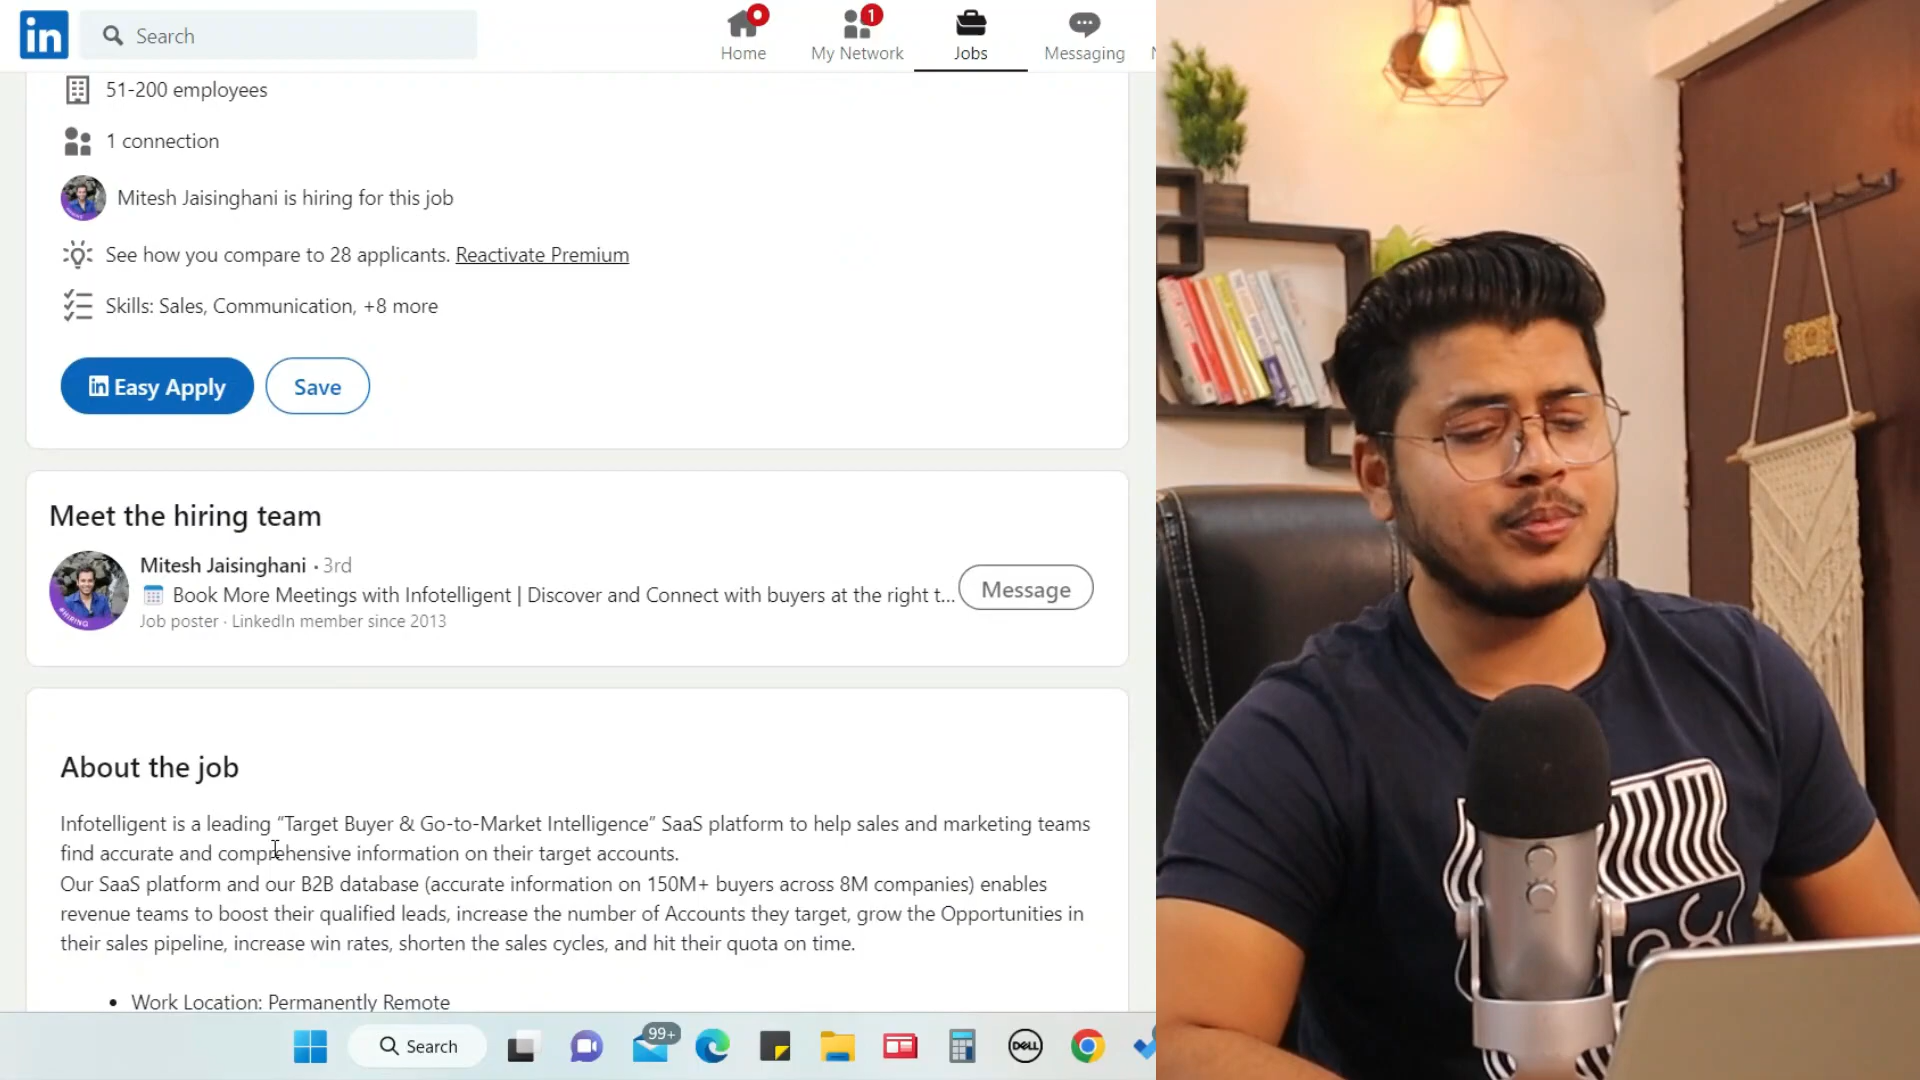 in
Search
Home
1
My Network
Jobs
Messaging
51-200 employees
1 connection
Mitesh Jaisinghani is hiring for this job
See how you compare to 28 applicants. Reactivate Premium
Skills: Sales, Communication, +8 more
in Easy Apply
Save
Meet the hiring team
Mitesh Jaisinghani • 3rd
Book More Meetings with Infotelligent | Discover and Connect with buyers at the right t...
Message
Job poster · LinkedIn member since 2013
#HIRING
About the job
Infotelligent is a leading “Target Buyer & Go-to-Market Intelligence” SaaS platform to help sales and marketing teams
find accurate and comprehensive information on their target accounts.
Our SaaS platform and our B2B database (accurate information on 150M+ buyers across 8M companies) enables
revenue teams to boost their qualified leads, increase the number of Accounts they target, grow the Opportunities in
their sales pipeline, increase win rates, shorten the sales cycles, and hit their quota on time.
• Work Location: Permanently Remote
Search
99+
DELL